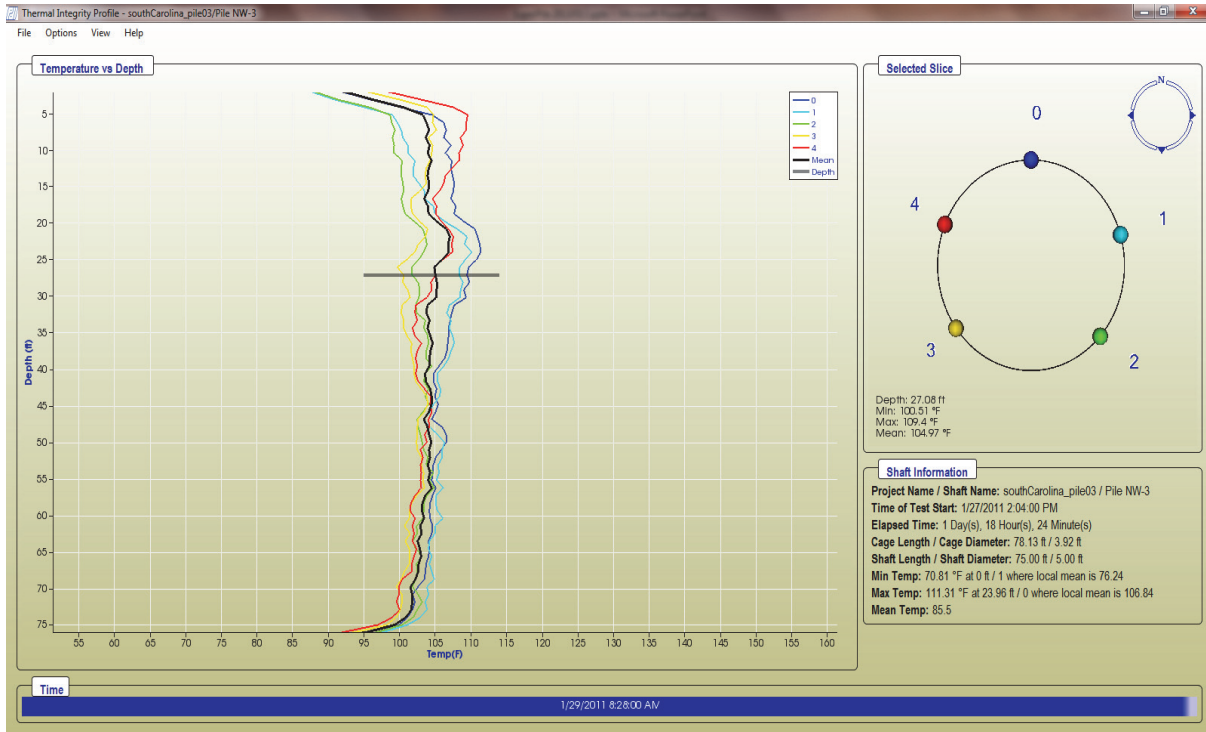 Thermal Integrity Profile - southCarolina_pile03/Pile NW-3
File Options View Help
Temperature vs Depth
0
1
2
3
4
Mean
Depth
5
10
15
20
25
30
35
40
45
50
55
60
65
70
75
Depth (ft)
55 60 65 70 75 80 85 90 95 100 105 110 115 120 125 130 135 140 145 150 155 160
Temp(F)
Selected Slice
N
0
4
1
3
2
Depth: 27.08 ft
Min: 100.51 °F
Max: 109.4 °F
Mean: 104.97 °F
Shaft Information
Project Name / Shaft Name: southCarolina_pile03 / Pile NW-3
Time of Test Start: 1/27/2011 2:04:00 PM
Elapsed Time: 1 Day(s), 18 Hour(s), 24 Minute(s)
Cage Length / Cage Diameter: 78.13 ft / 3.92 ft
Shaft Length / Shaft Diameter: 75.00 ft / 5.00 ft
Min Temp: 70.81 °F at 0 ft / 1 where local mean is 76.24
Max Temp: 111.31 °F at 23.96 ft / 0 where local mean is 106.84
Mean Temp: 85.5
Time
1/29/2011 8:28:00 AM